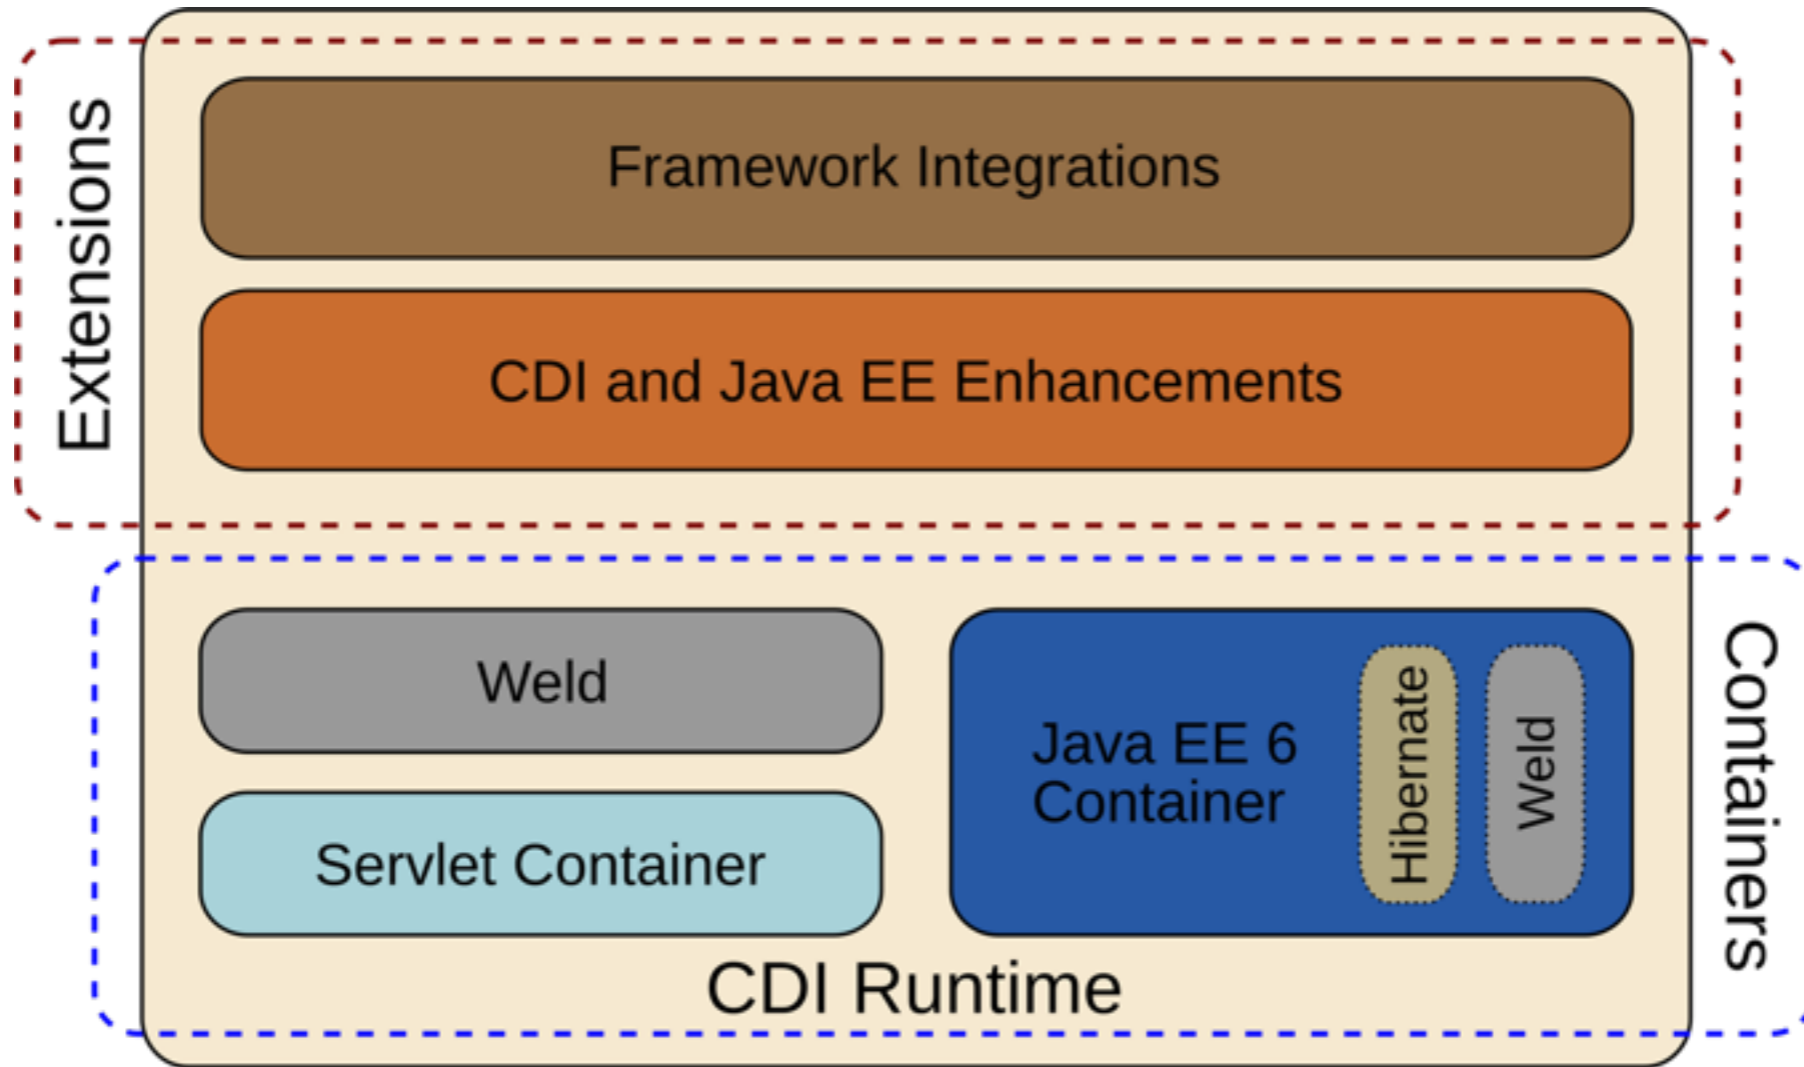 Extensions
Framework Integrations
CDI and Java EE Enhancements
Weld
Servlet Container
Java EE 6
Container
Hibernate
Weld
Containers
CDI Runtime